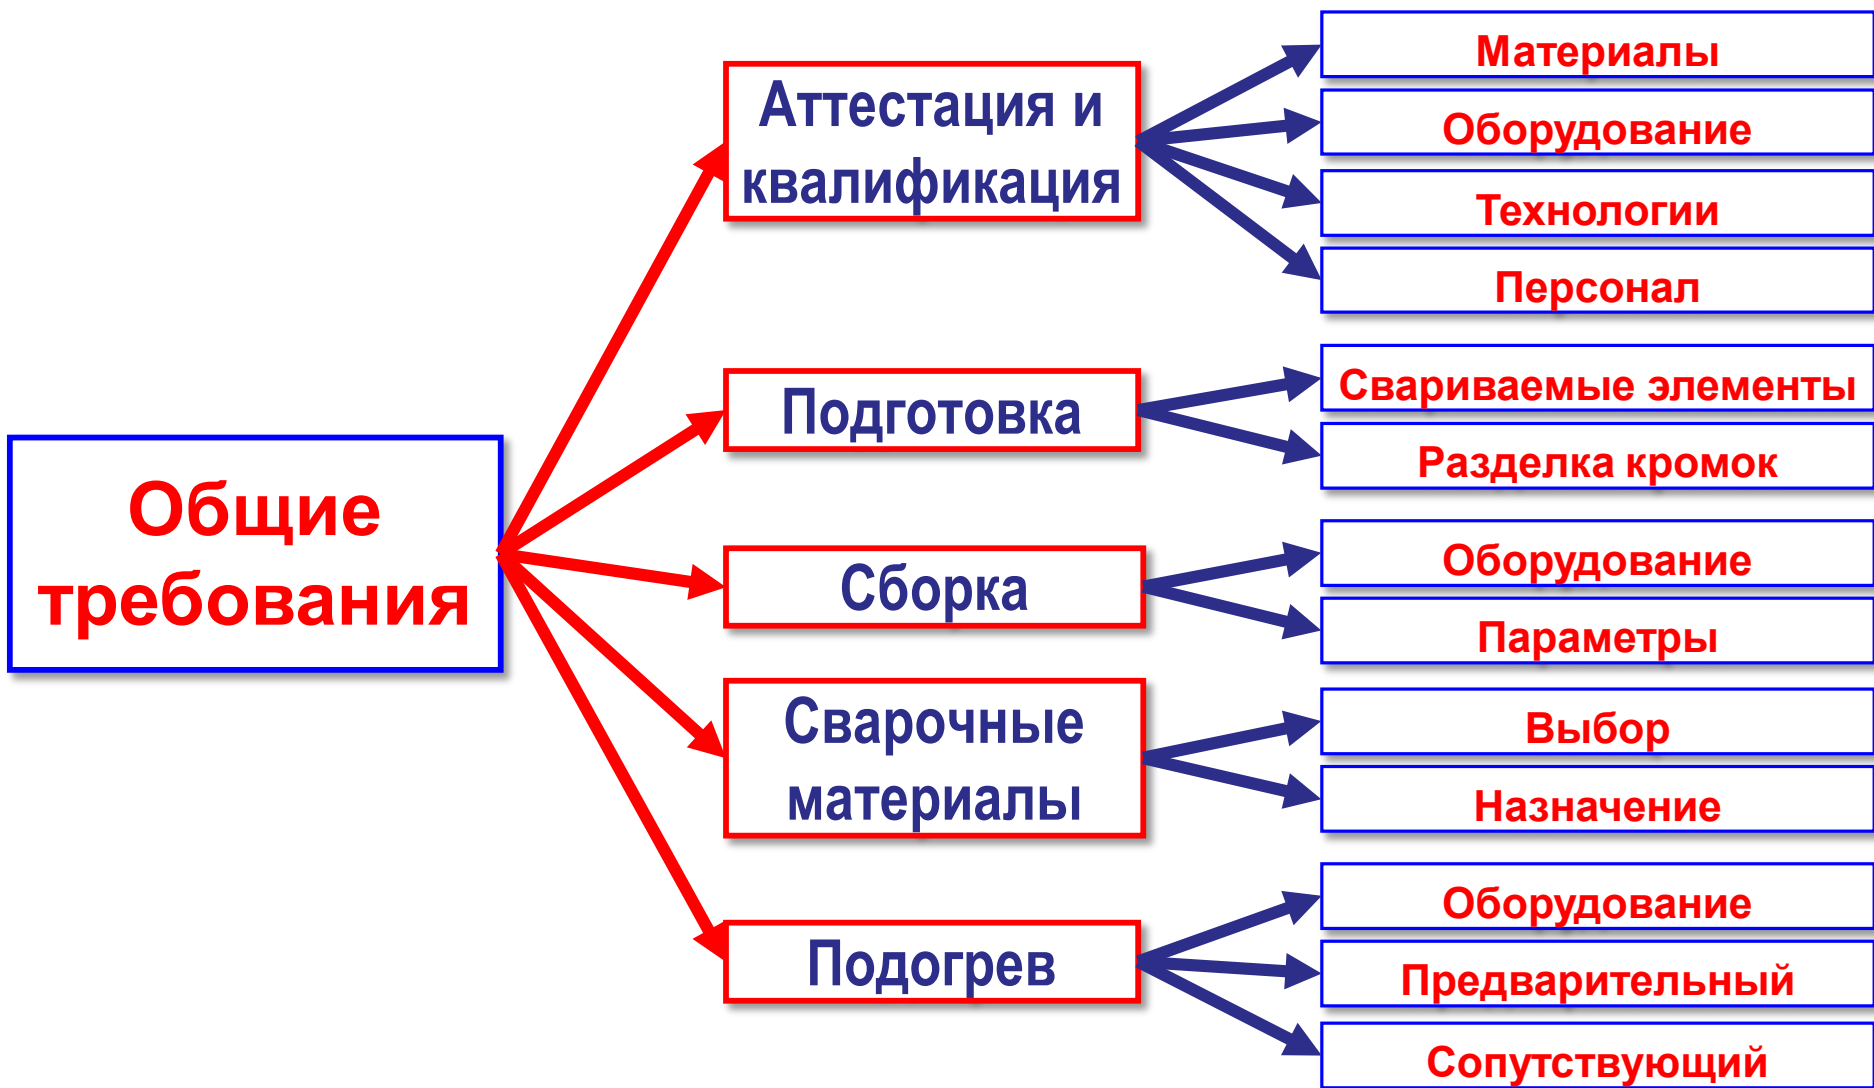 Общие
требования
Аттестация и
квалификация
Материалы
Оборудование
Технологии
Персонал
Подготовка
Свариваемые элементы
Разделка кромок
Сборка
Оборудование
Параметры
Сварочные
материалы
Выбор
Назначение
Подогрев
Оборудование
Предварительный
Сопутствующий